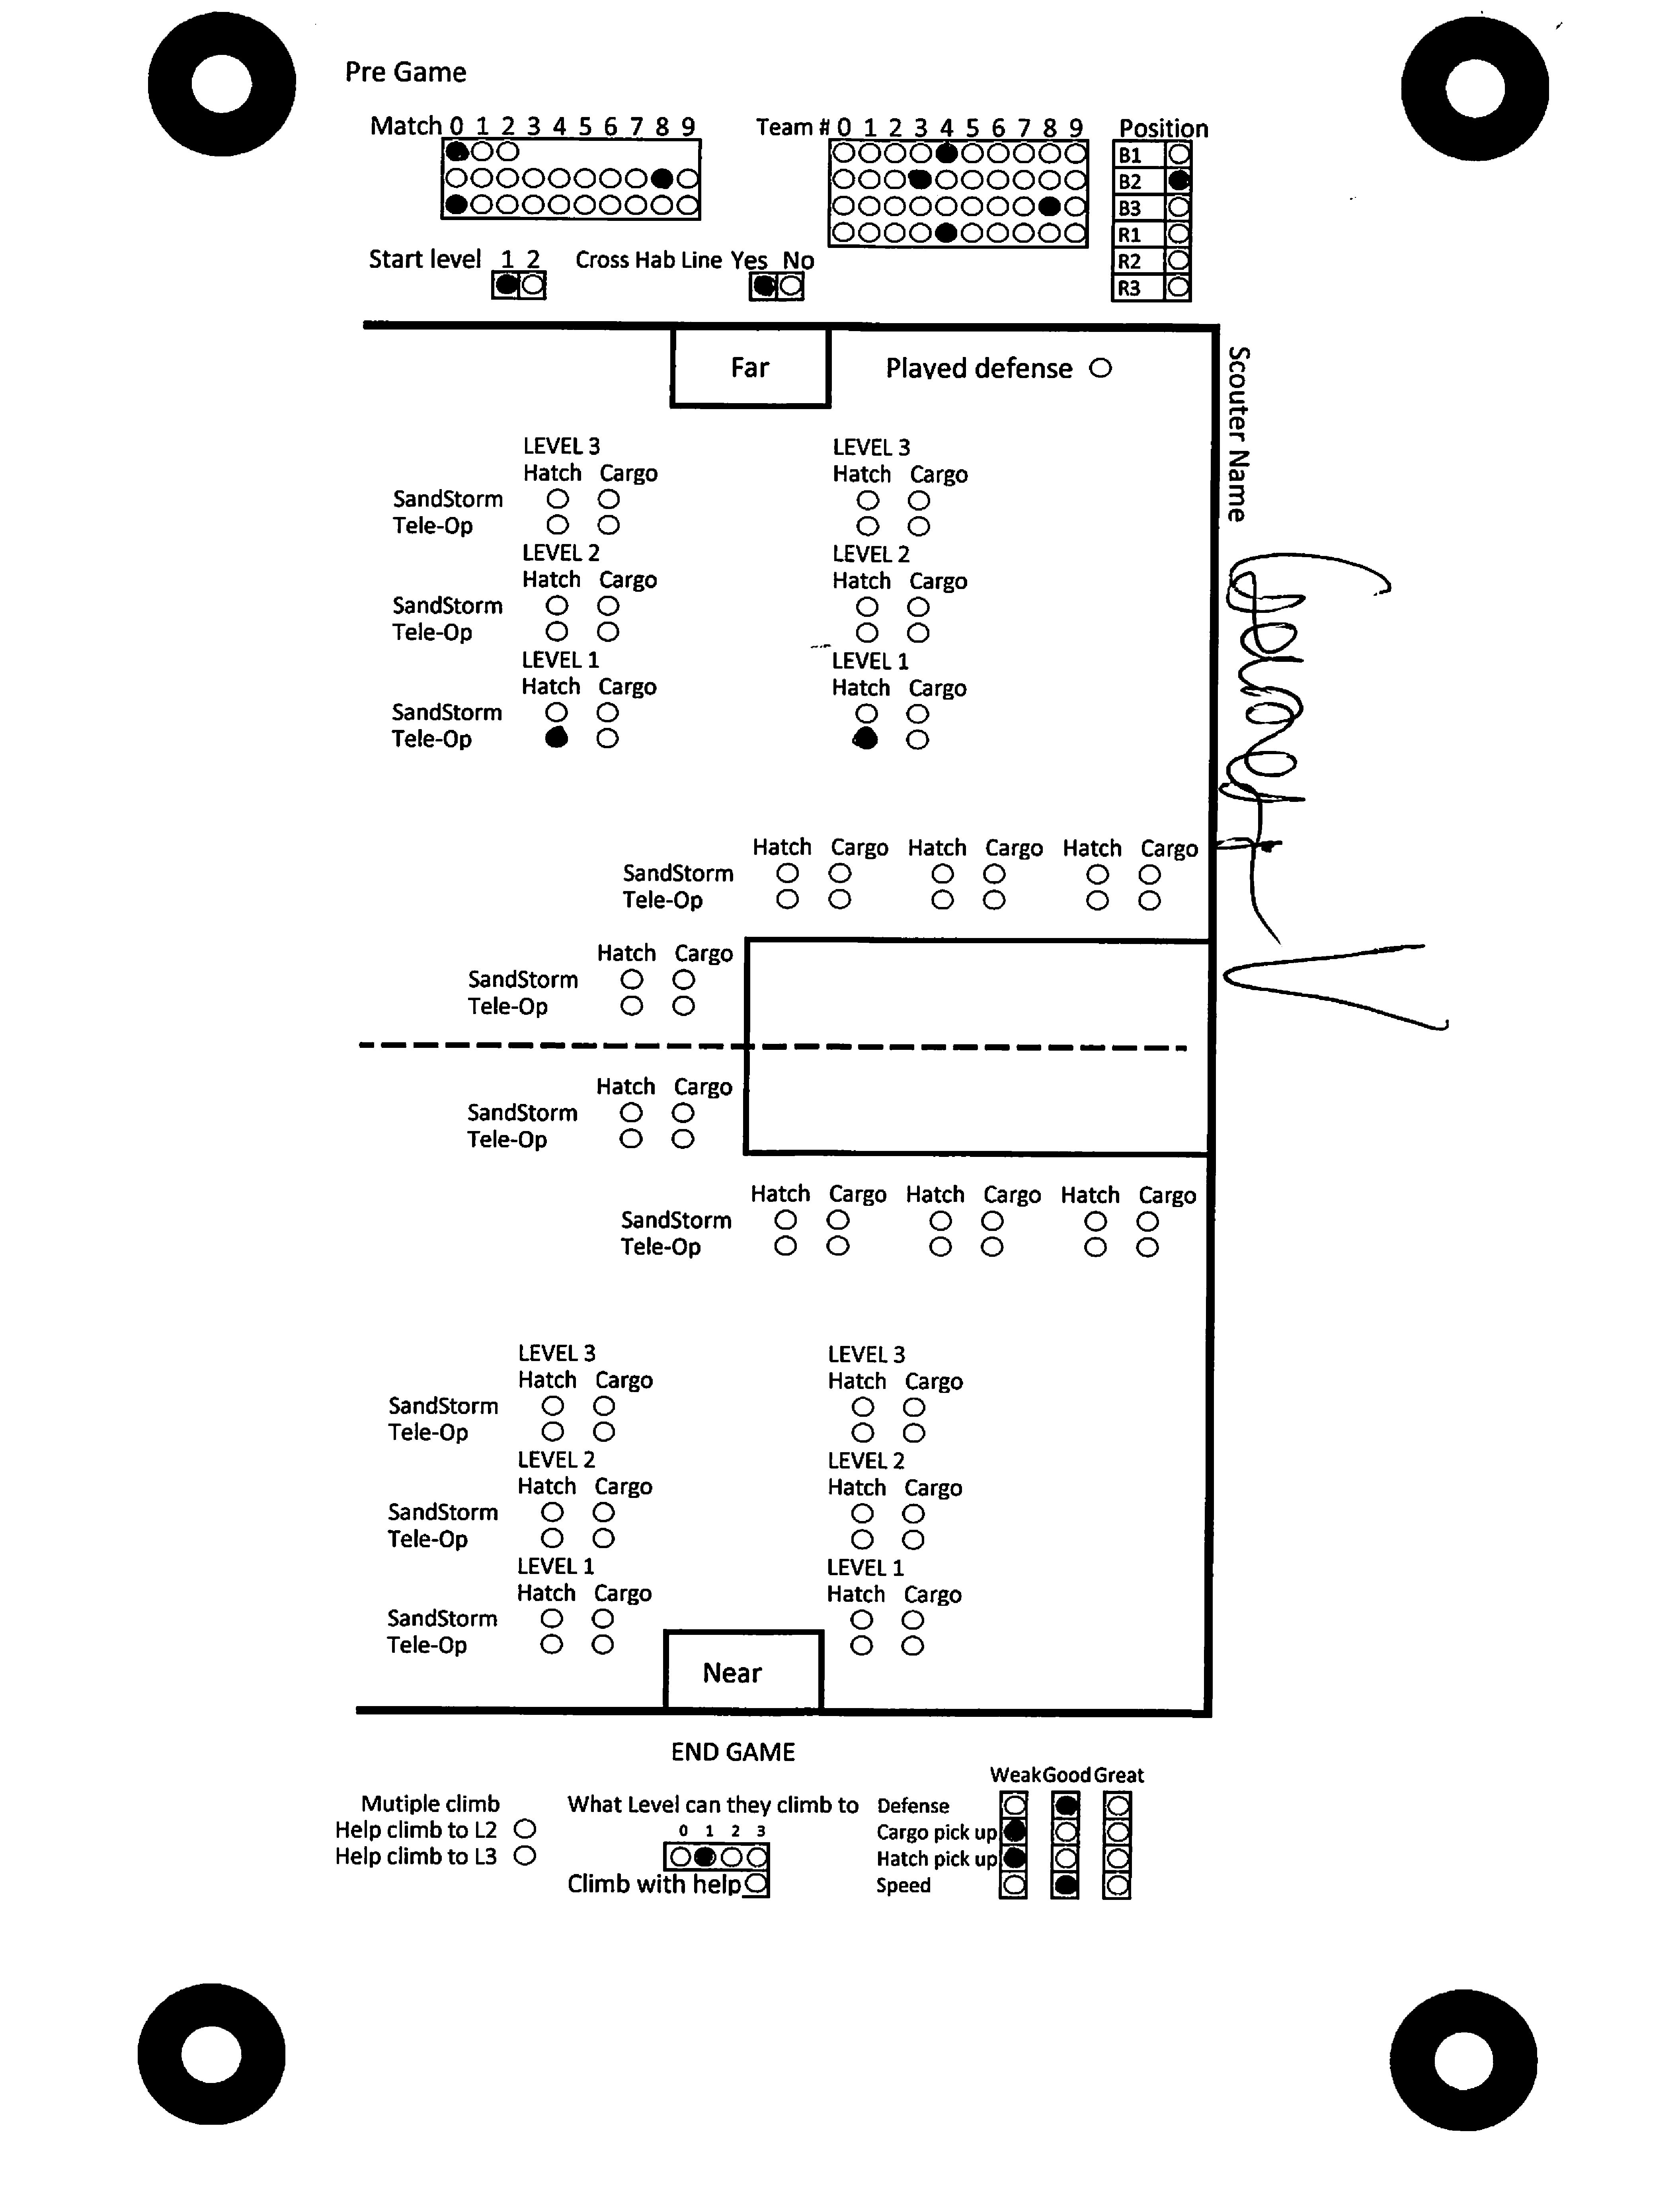 Pre Game
Match 0 1 2 3 4 5 6 7 8 9
Team # 0 1 2 3 4 5 6 7 8 9
Position
B1
B2
B3
R1
R2
R3
Start level 1 2
Cross Hab Line Yes No
Far
Played defense
Scouter Name
LEVEL 3 LEVEL 3
Hatch Cargo Hatch Cargo
SandStorm
Tele-Op
LEVEL 2 LEVEL 2
Hatch Cargo Hatch Cargo
SandStorm
Tele-Op
LEVEL 1 LEVEL 1
Hatch Cargo Hatch Cargo
SandStorm
Tele-Op
Hatch Cargo Hatch Cargo Hatch Cargo
SandStorm
Tele-Op
Hatch Cargo
SandStorm
Tele-Op
Hatch Cargo
SandStorm
Tele-Op
Hatch Cargo Hatch Cargo Hatch Cargo
SandStorm
Tele-Op
LEVEL 3 LEVEL 3
Hatch Cargo Hatch Cargo
SandStorm
Tele-Op
LEVEL 2 LEVEL 2
Hatch Cargo Hatch Cargo
SandStorm
Tele-Op
LEVEL 1 LEVEL 1
Hatch Cargo Hatch Cargo
SandStorm
Tele-Op
Near
END GAME
Mutiple climb
Help climb to L2
Help climb to L3
What Level can they climb to
0 1 2 3
Climb with help
Weak Good Great
Defense
Cargo pick up
Hatch pick up
Speed